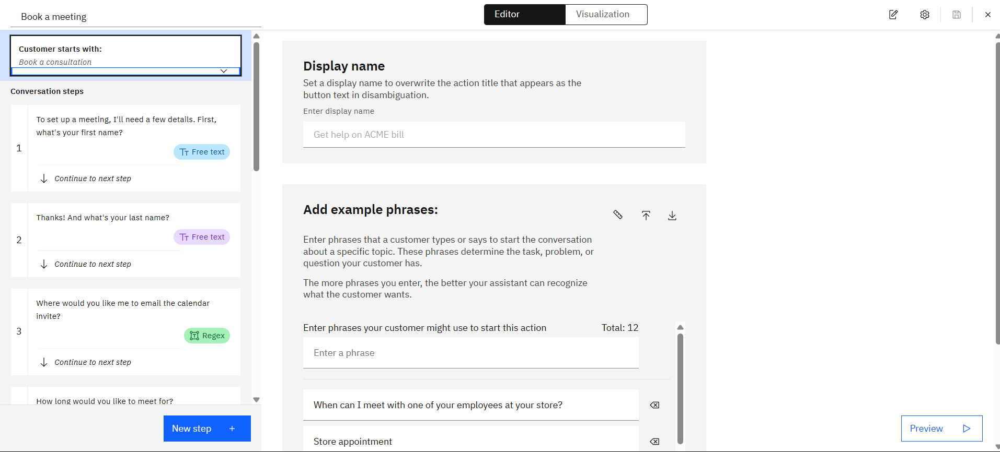 Book a meeting
Editor
Visualization
Customer starts with:
Book a consultation
Conversation steps
1
To set up a meeting, I'll need a few details. First,
what's your first name?
Free text
Continue to next step
2
Thanks! And what's your last name?
Free text
Continue to next step
3
Where would you like me to email the calendar
invite?
Regex
Continue to next step
How long would you like to meet for?
New step
Display name
Set a display name to overwrite the action title that appears as the
button text in disambiguation.
Enter display name
Get help on ACME bill
Add example phrases:
Enter phrases that a customer types or says to start the conversation
about a specific topic. These phrases determine the task, problem, or
question your customer has.
The more phrases you enter, the better your assistant can recognize
what the customer wants.
Enter phrases your customer might use to start this action
Total: 12
Enter a phrase
When can I meet with one of your employees at your store?
Store appointment
Preview